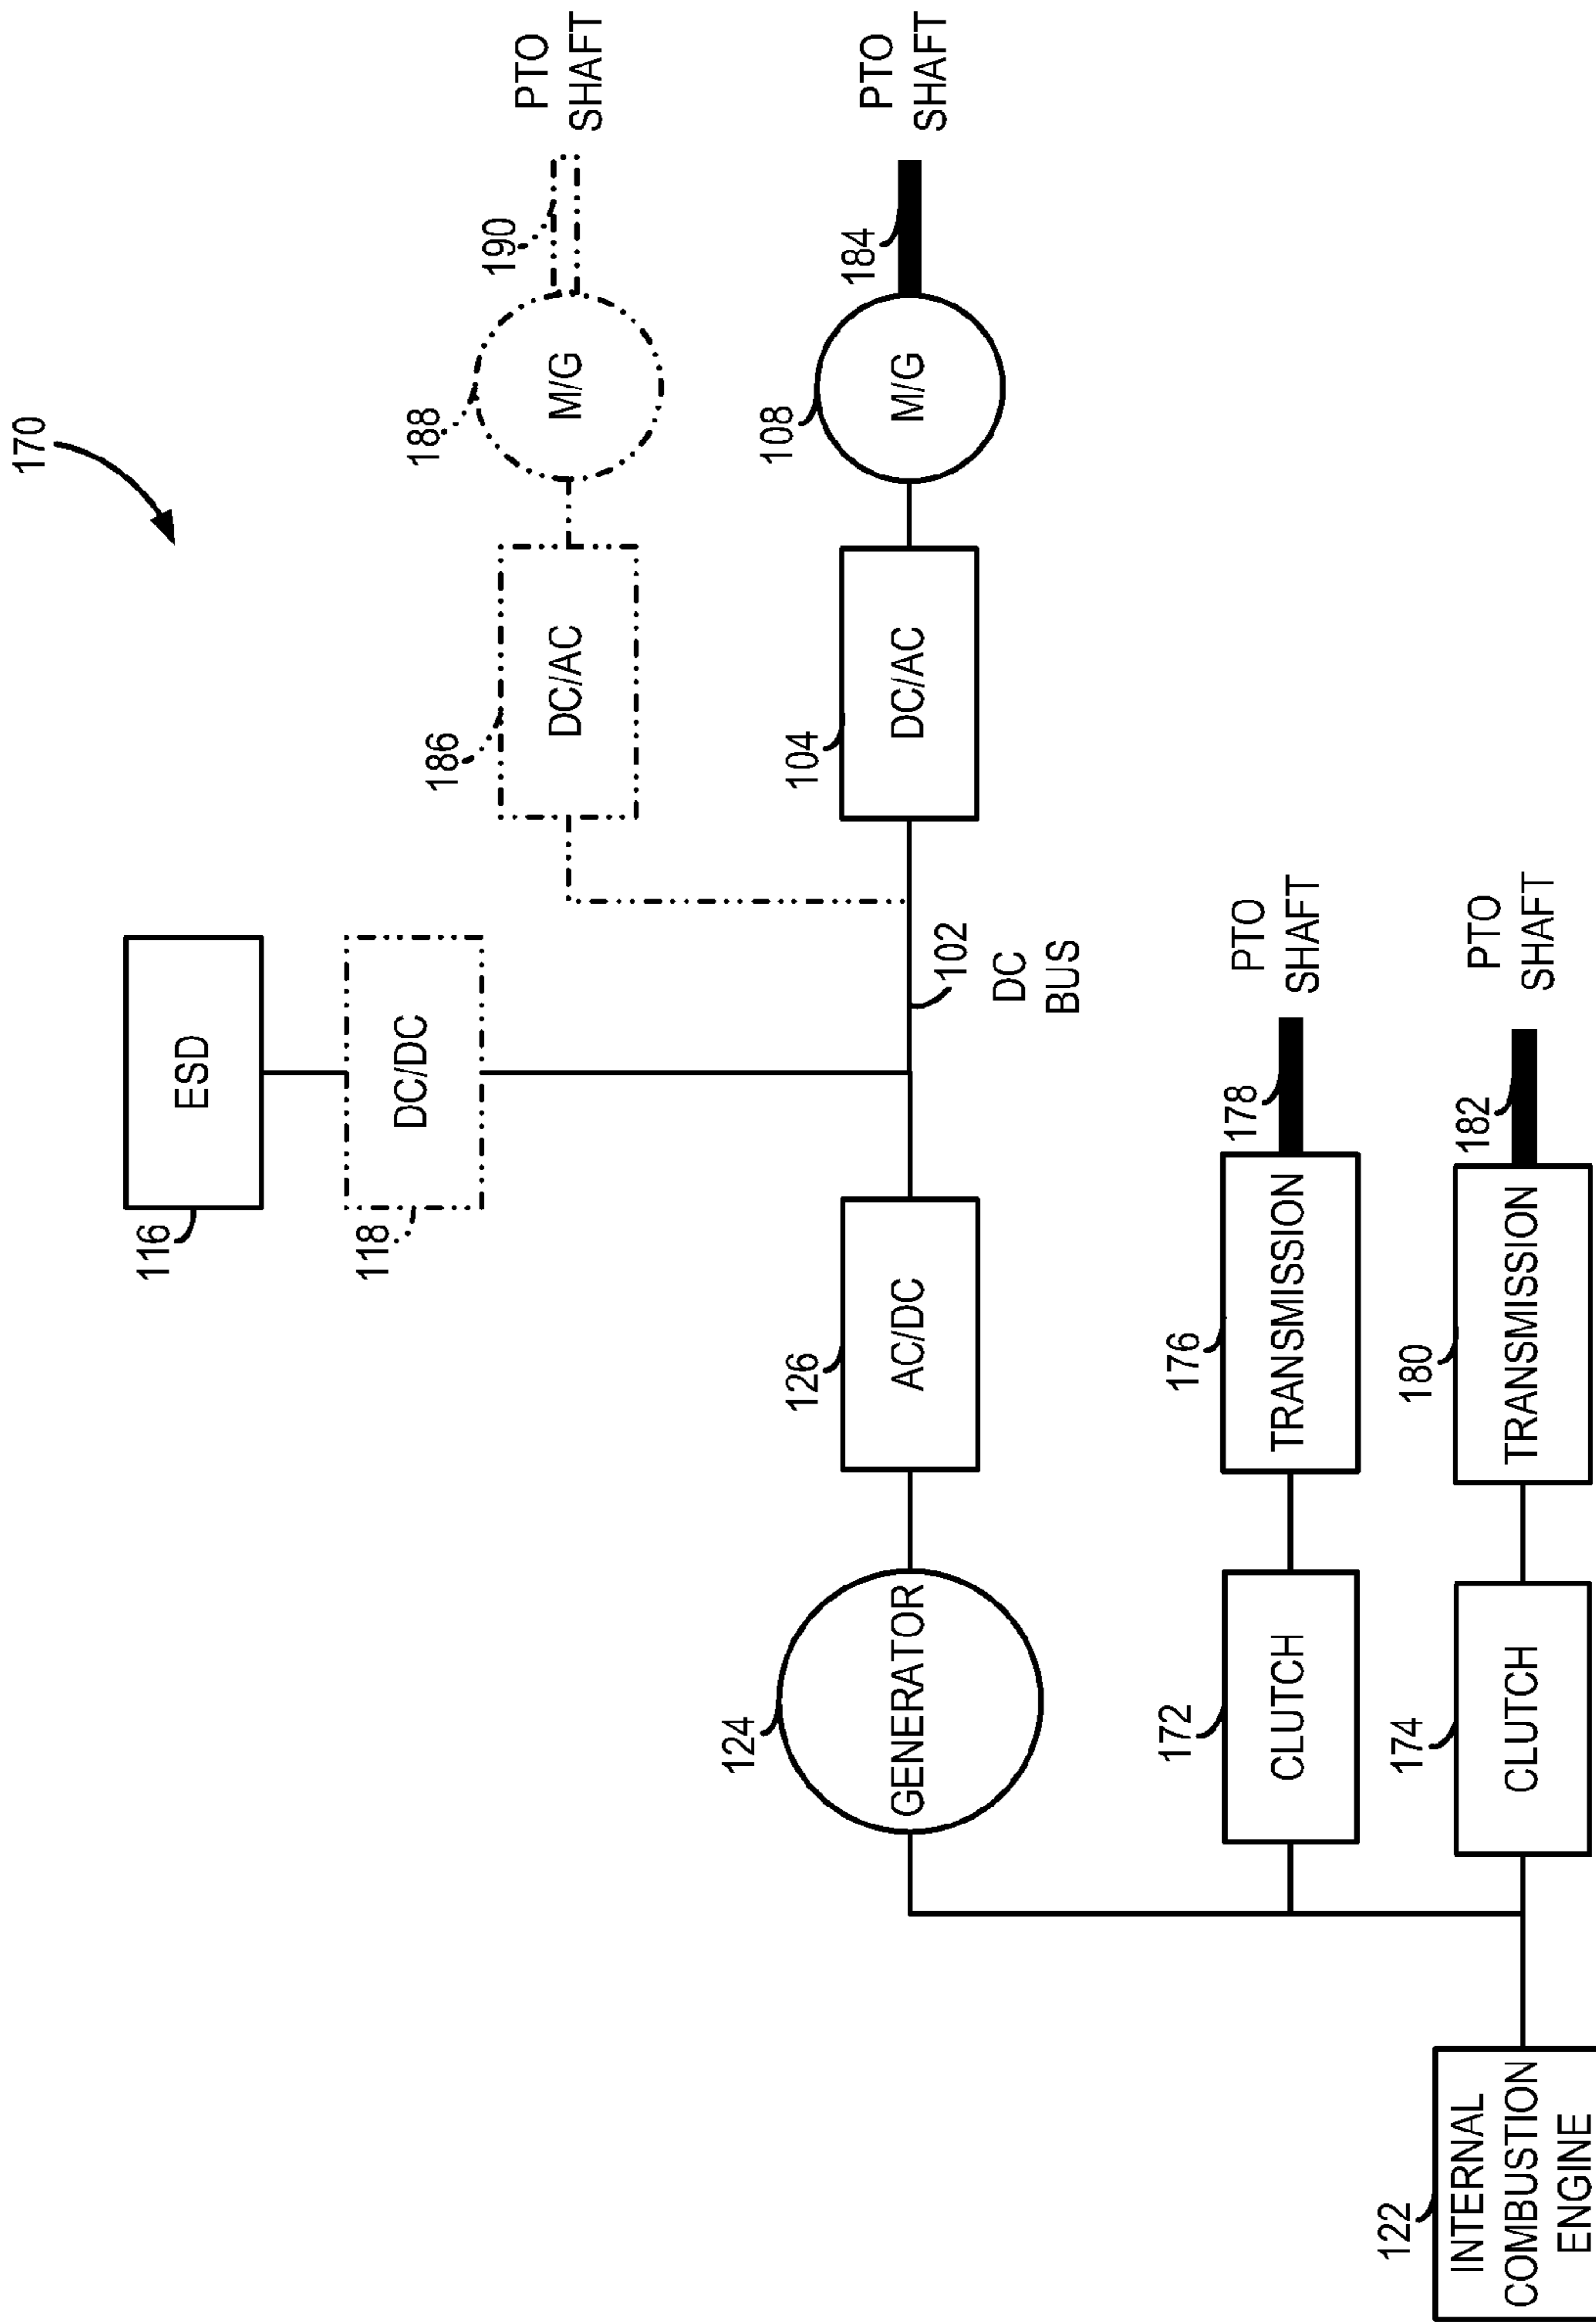 170
116
ESD
118
DC/DC
186
DC/AC
188
M/G
190
PTO
SHAFT
124
GENERATOR
126
AC/DC
102
DC
BUS
104
DC/AC
108
M/G
184
PTO
SHAFT
172
CLUTCH
176
TRANSMISSION
178
PTO
SHAFT
122
INTERNAL
COMBUSTION
ENGINE
174
CLUTCH
180
TRANSMISSION
182
PTO
SHAFT